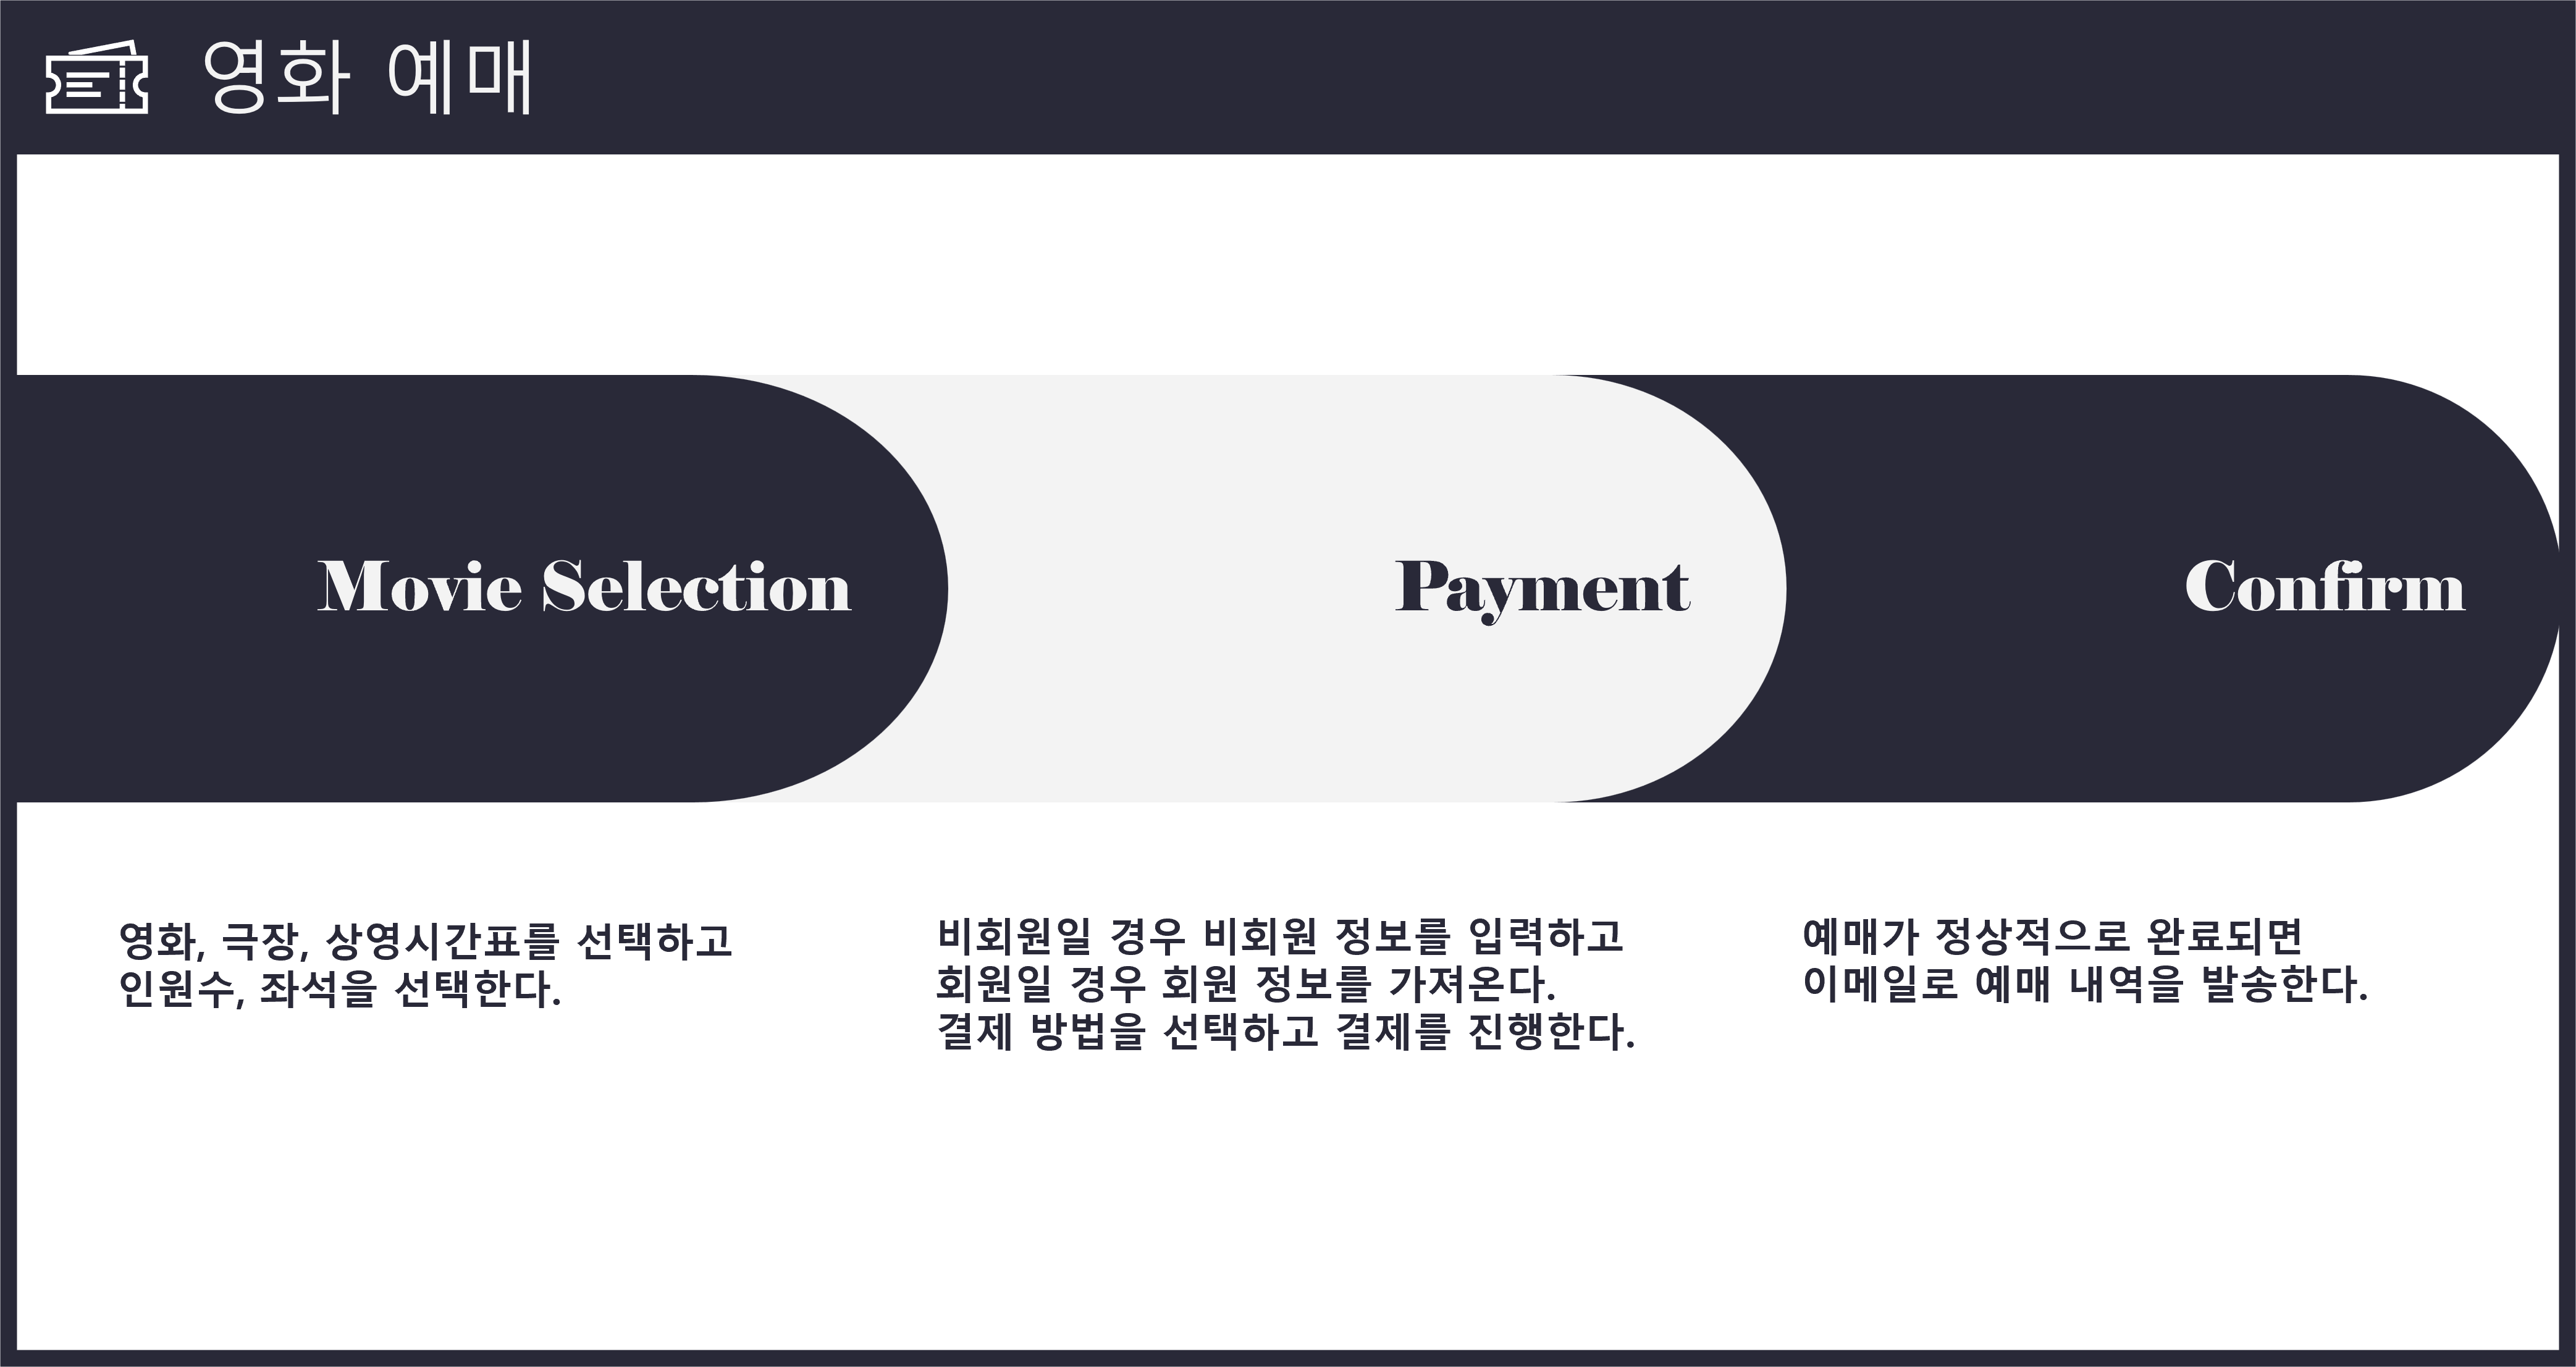 영화 예매
Movie Selection
Payment
Confirm
영화, 극장, 상영시간표를 선택하고
인원수, 좌석을 선택한다.
비회원일 경우 비회원 정보를 입력하고
회원일 경우 회원 정보를 가져온다.
결제 방법을 선택하고 결제를 진행한다.
예매가 정상적으로 완료되면
이메일로 예매 내역을 발송한다.